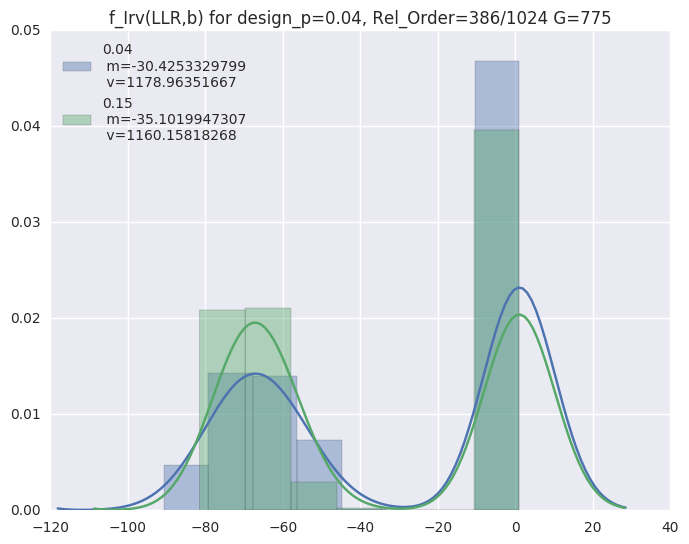 f_Irv(LLR,b) for design_p=0.04, Rel_Order=386/1024 G=775
0.05
0.04
m=-30.4253329799
v=1178.96351667
0.15
m=-35.1019947307
v=1160.15818268
0.04
0.03
0.02
0.01
0.00
−120 −100 −80 −60 −40 −20 0 20 40